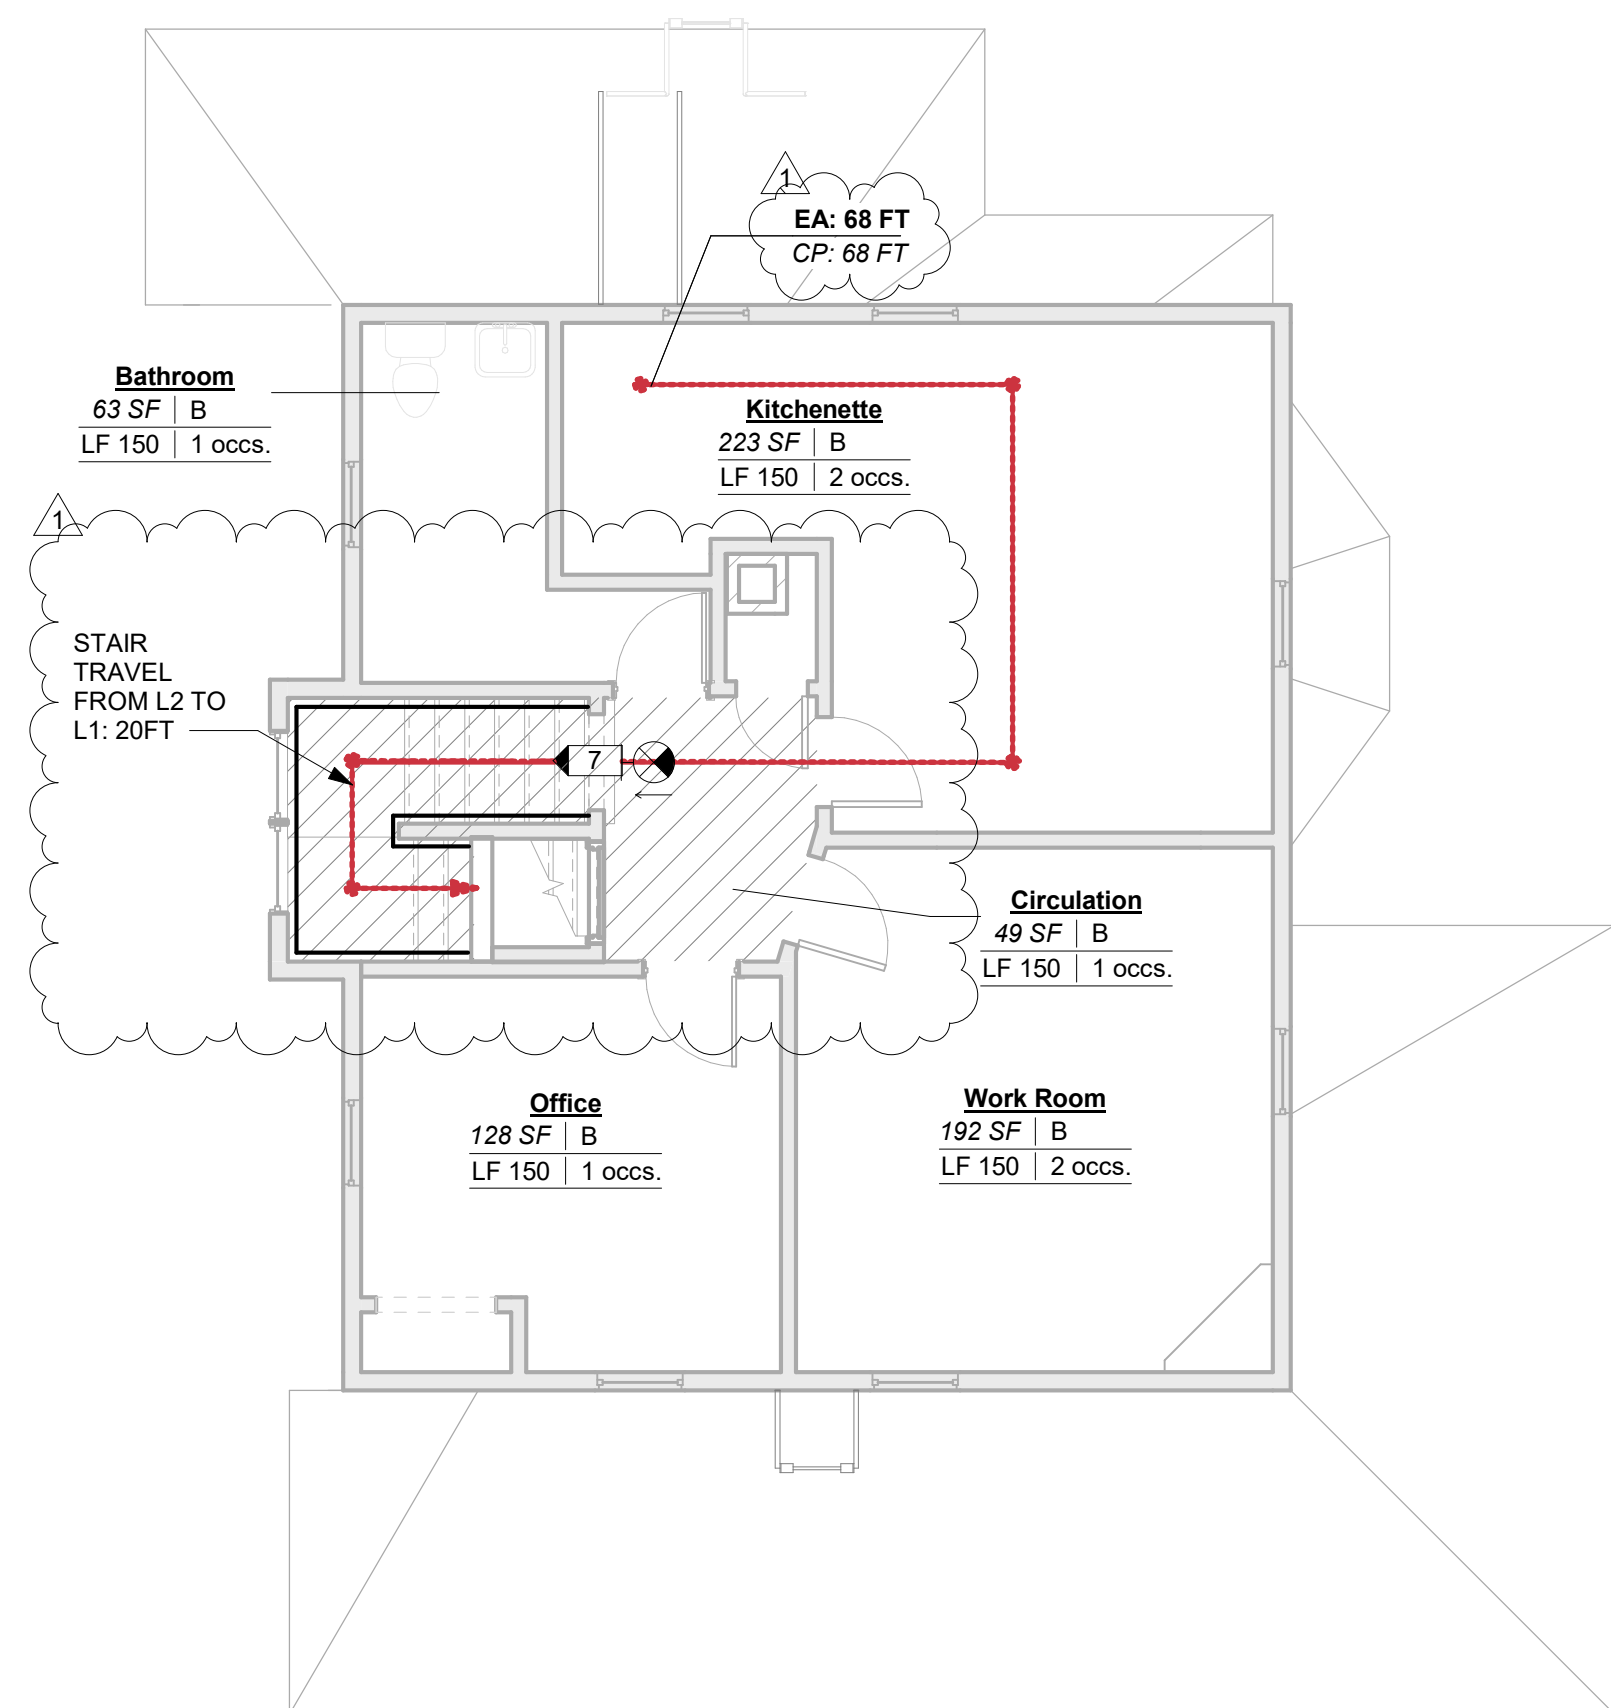 1
EA: 68 FT
CP: 68 FT
Bathroom
63 SF B
LF 150 1 occs.
Kitchenette
223 SF B
LF 150 2 occs.
1
STAIR
TRAVEL
FROM L2 TO
L1: 20FT
7
Circulation
49 SF B
LF 150 1 occs.
Office
128 SF B
LF 150 1 occs.
Work Room
192 SF B
LF 150 2 occs.